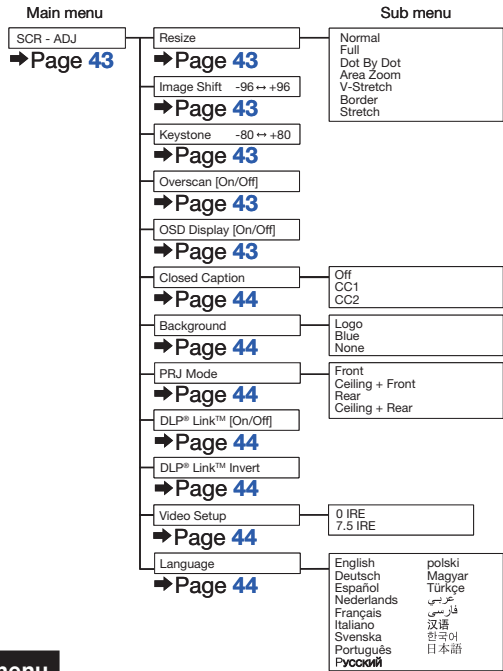 Main menu
Sub menu
SCR - ADJ
➡Page 43
Resize
➡Page 43
Normal
Full
Dot By Dot
Area Zoom
V-Stretch
Border
Stretch
Image Shift -96 ↔ +96
➡Page 43
Keystone -80 ↔ +80
➡Page 43
Overscan [On/Off]
➡Page 43
OSD Display [On/Off]
➡Page 43
Closed Caption
➡Page 44
Off
CC1
CC2
Background
➡Page 44
Logo
Blue
None
PRJ Mode
➡Page 44
Front
Ceiling + Front
Rear
Ceiling + Rear
DLP® Link™ [On/Off]
➡Page 44
DLP® Link™ Invert
➡Page 44
Video Setup
➡Page 44
0 IRE
7.5 IRE
Language
➡Page 44
English
Deutsch
Español
Nederlands
Français
Italiano
Svenska
Português
Русский
polski
Magyar
Türkçe
عربي
فارسی
汉语
한국어
日本語